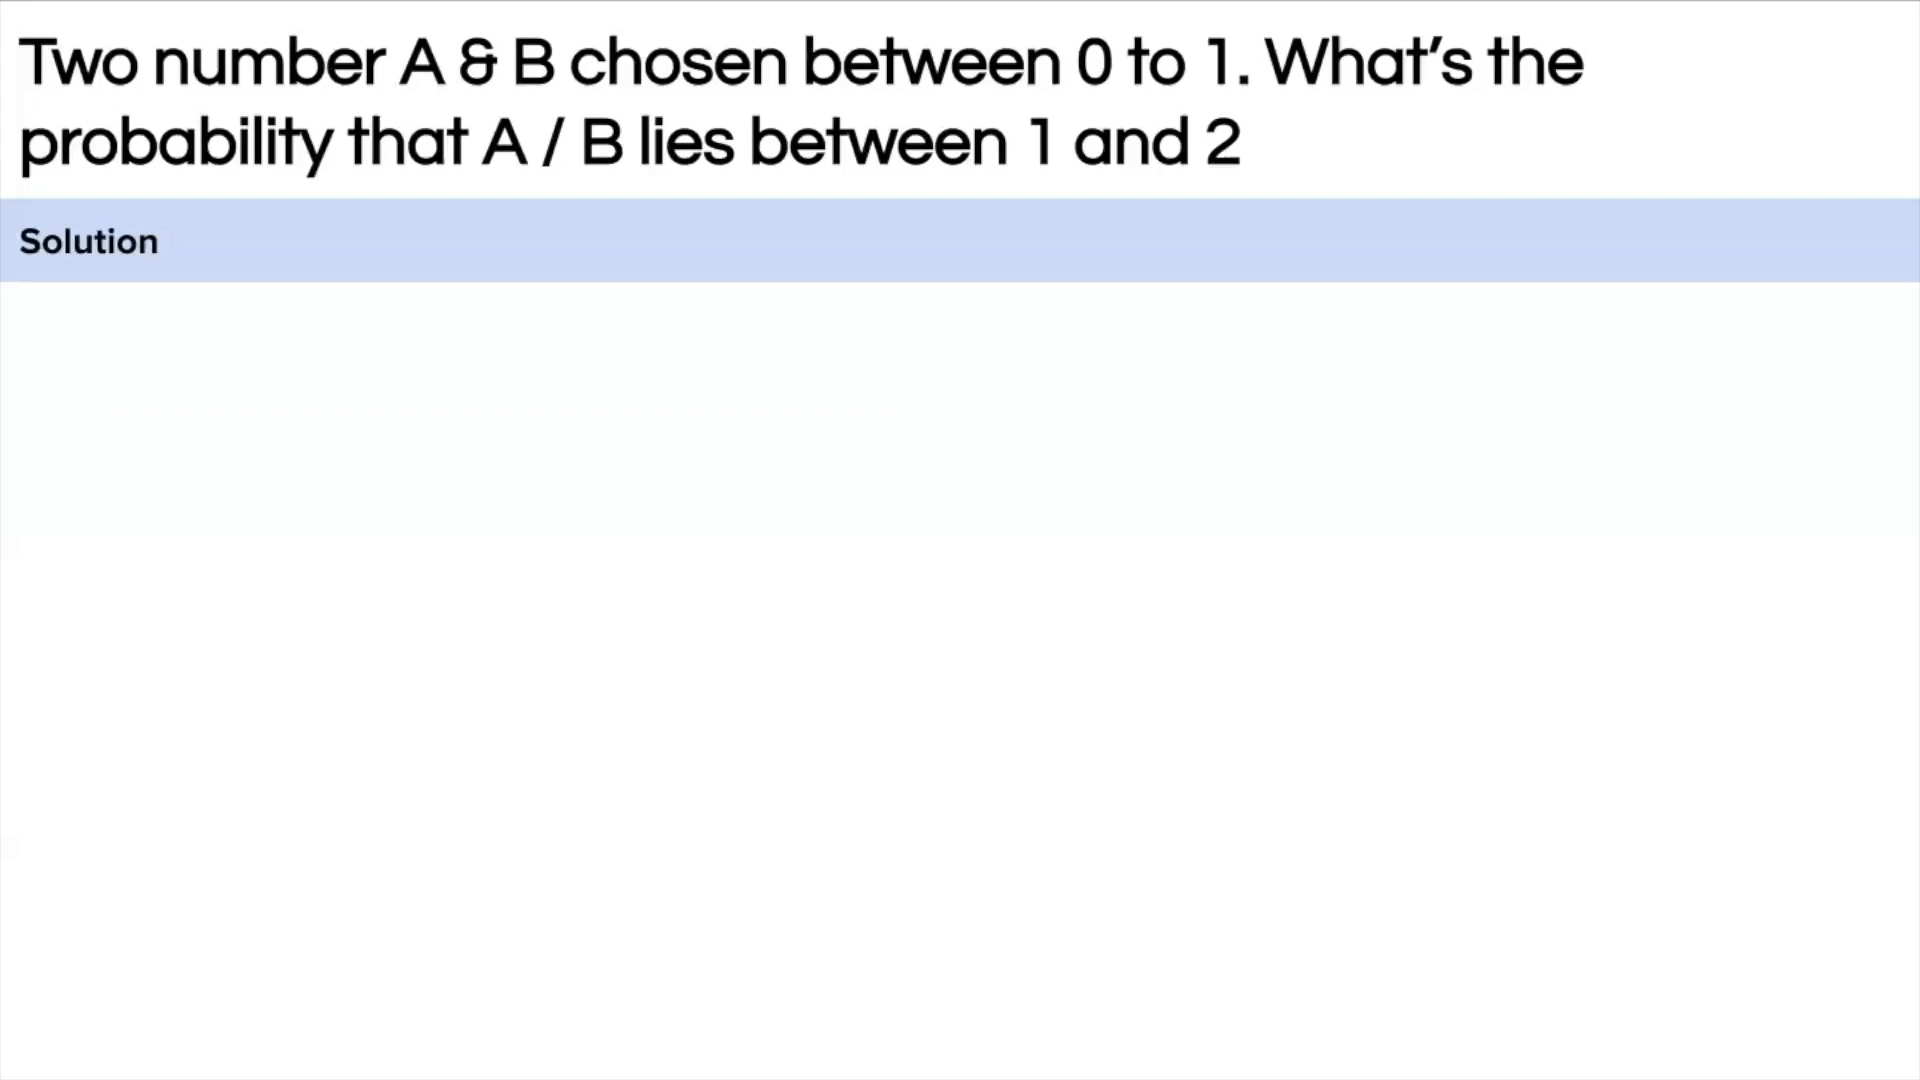 Two number A & B chosen between 0 to 1. What’s the
probability that A / B lies between 1 and 2
Solution